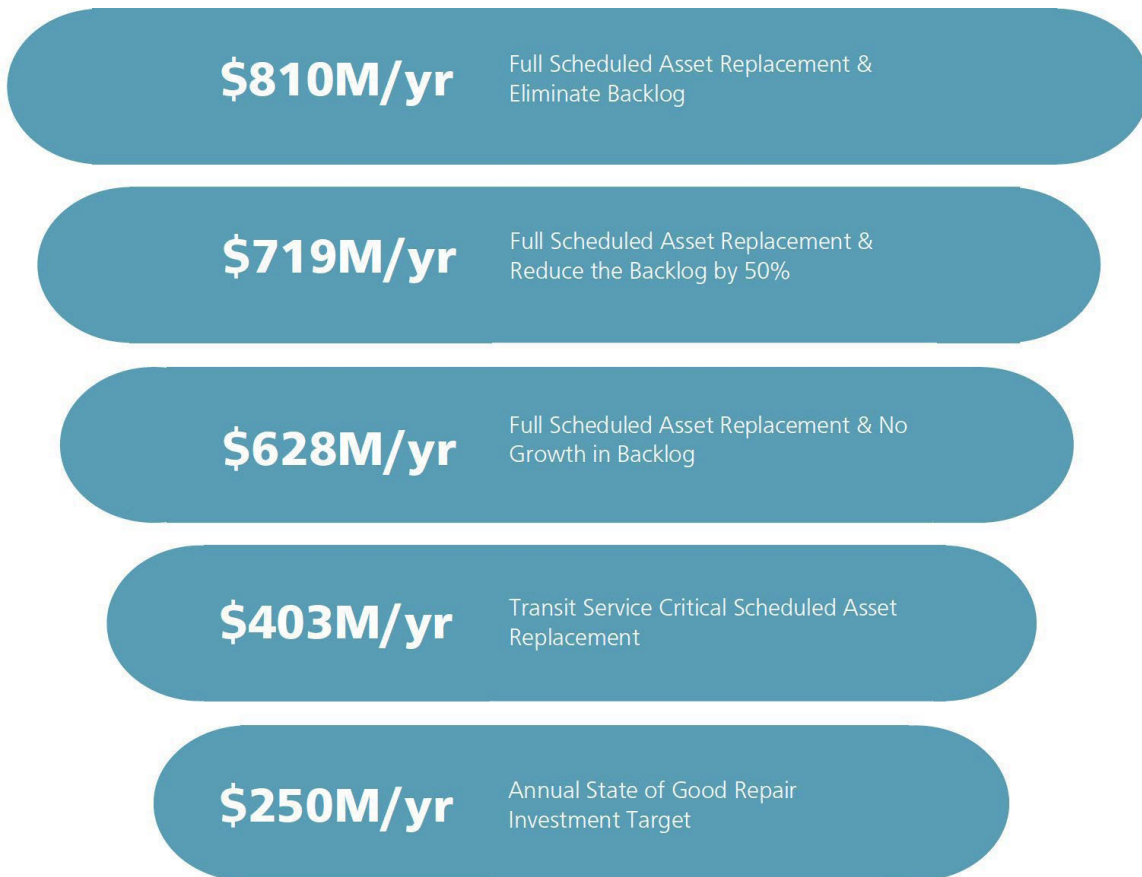 $810M/yr
Full Scheduled Asset Replacement &
Eliminate Backlog
$719M/yr
Full Scheduled Asset Replacement &
Reduce the Backlog by 50%
$628M/yr
Full Scheduled Asset Replacement & No
Growth in Backlog
$403M/yr
Transit Service Critical Scheduled Asset
Replacement
$250M/yr
Annual State of Good Repair
Investment Target